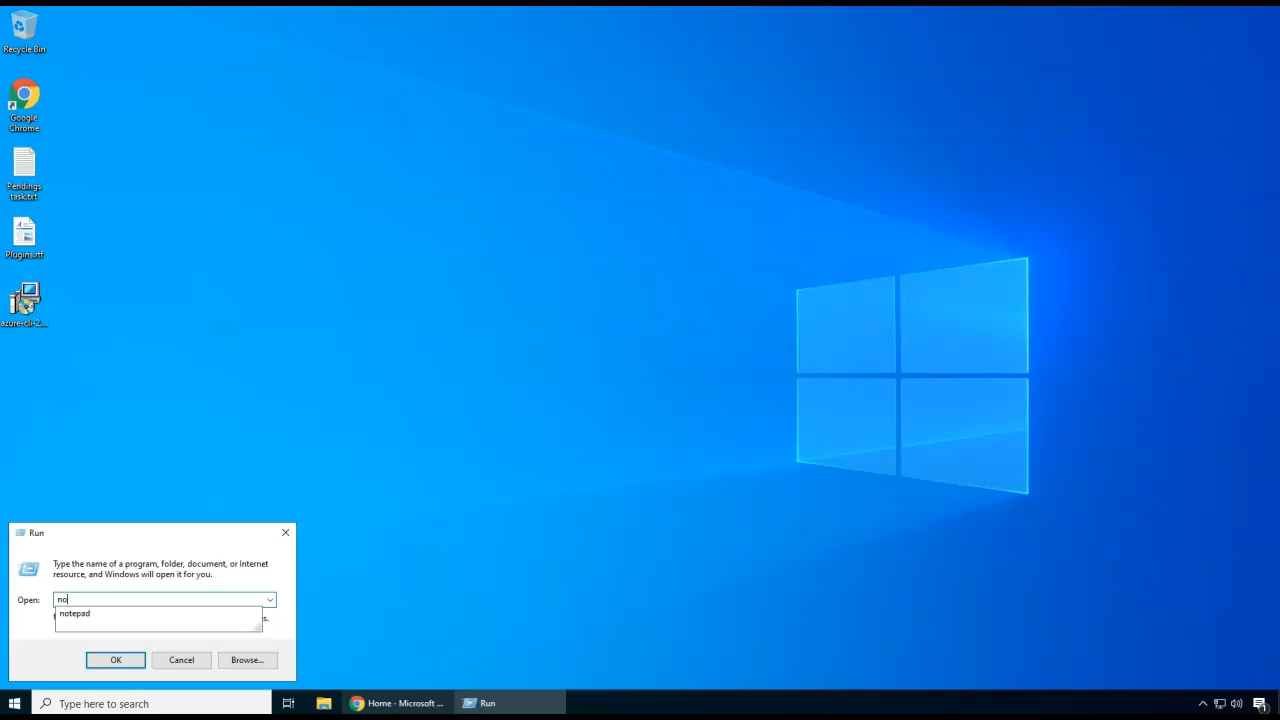 Recycle Bin
Google
Chrome
Pendings
task.txt
Plugins.rtf
azure-cli-2....
Run
Type the name of a program, folder, document, or Internet
resource, and Windows will open it for you.
Open:
no
notepad
s.
OK
Cancel
Browse...
Type here to search
Home - Microsoft ...
Run
1